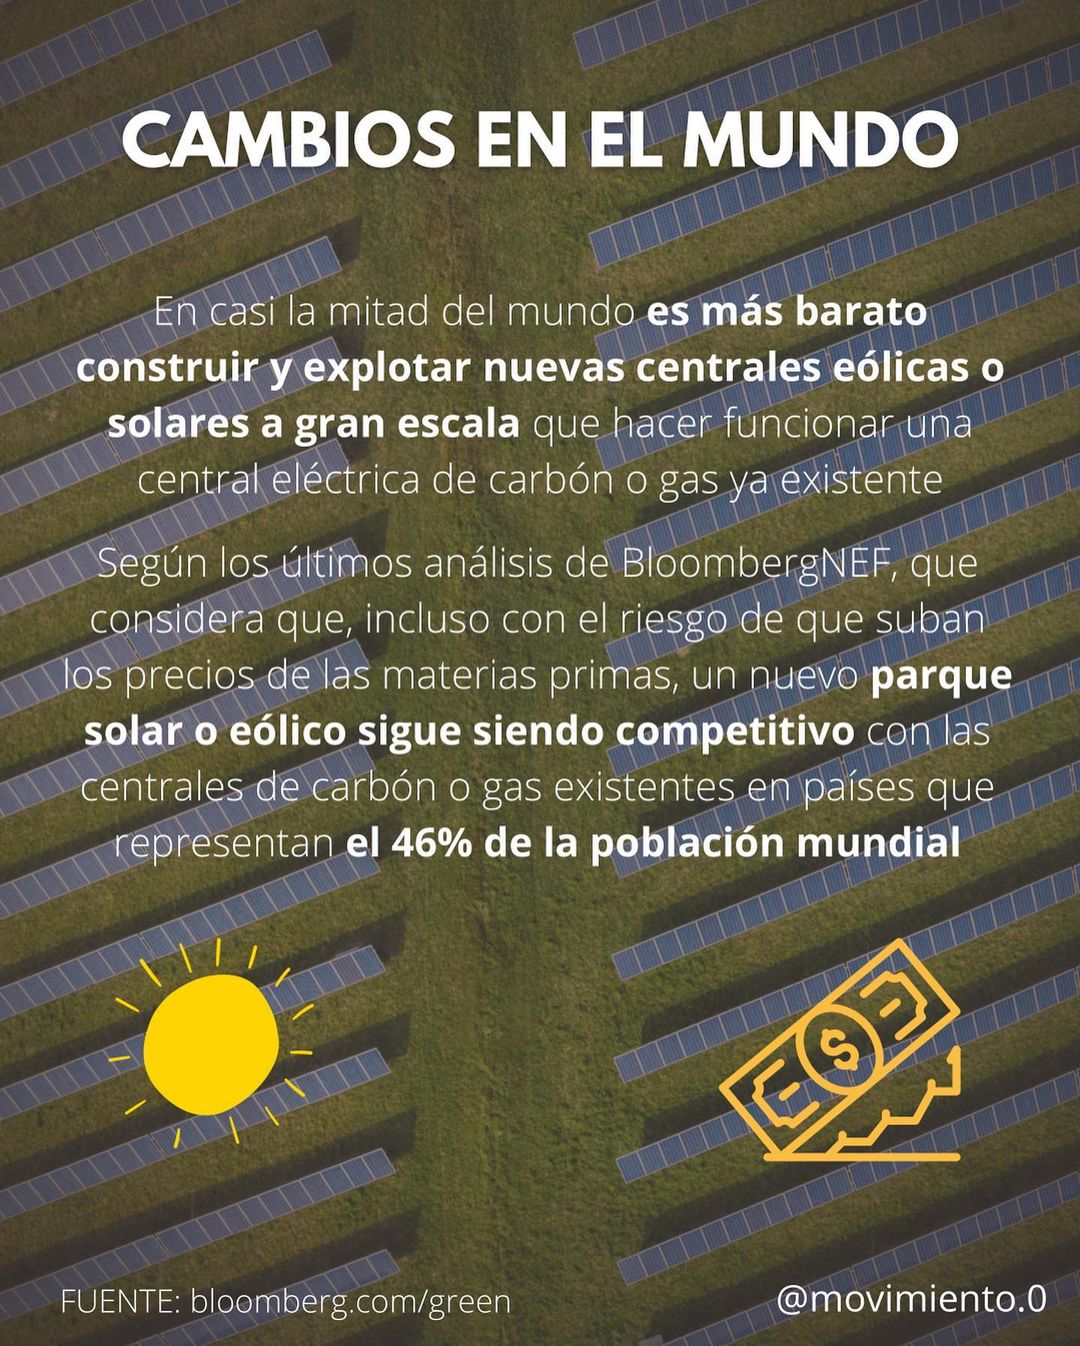 CAMBIOS EN EL MUNDO
En casi la mitad del mundo es más barato
construir y explotar nuevas centrales eólicas o
solares a gran escala que hacer funcionar una
central eléctrica de carbón o gas ya existente
Según los últimos análisis de BloombergNEF, que
considera que, incluso con el riesgo de que suban
los precios de las materias primas, un nuevo parque
solar o eólico sigue siendo competitivo con las
centrales de carbón o gas existentes en países que
representan el 46% de la población mundial
$
FUENTE: bloomberg.com/green
@movimiento.0